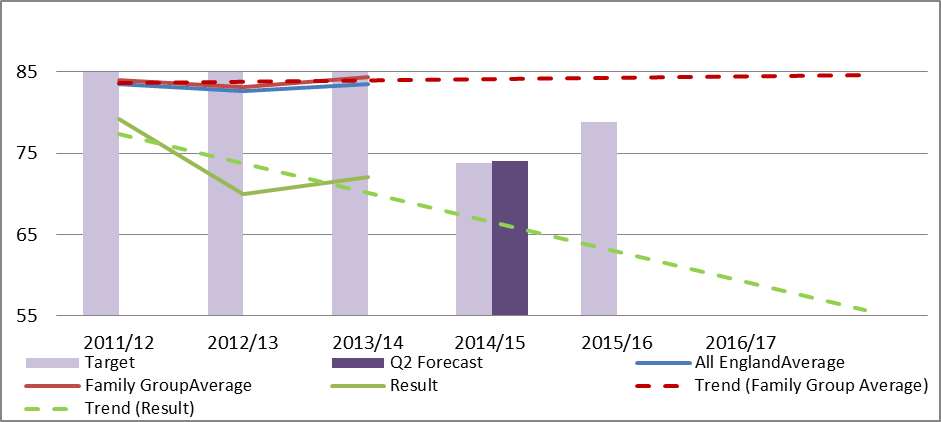 85
75
65
55
2011/12 2012/13 2013/14 2014/15 2015/16 2016/17
Target Q2 Forecast All EnglandAverage
Family GroupAverage Result Trend (Family Group Average)
Trend (Result)